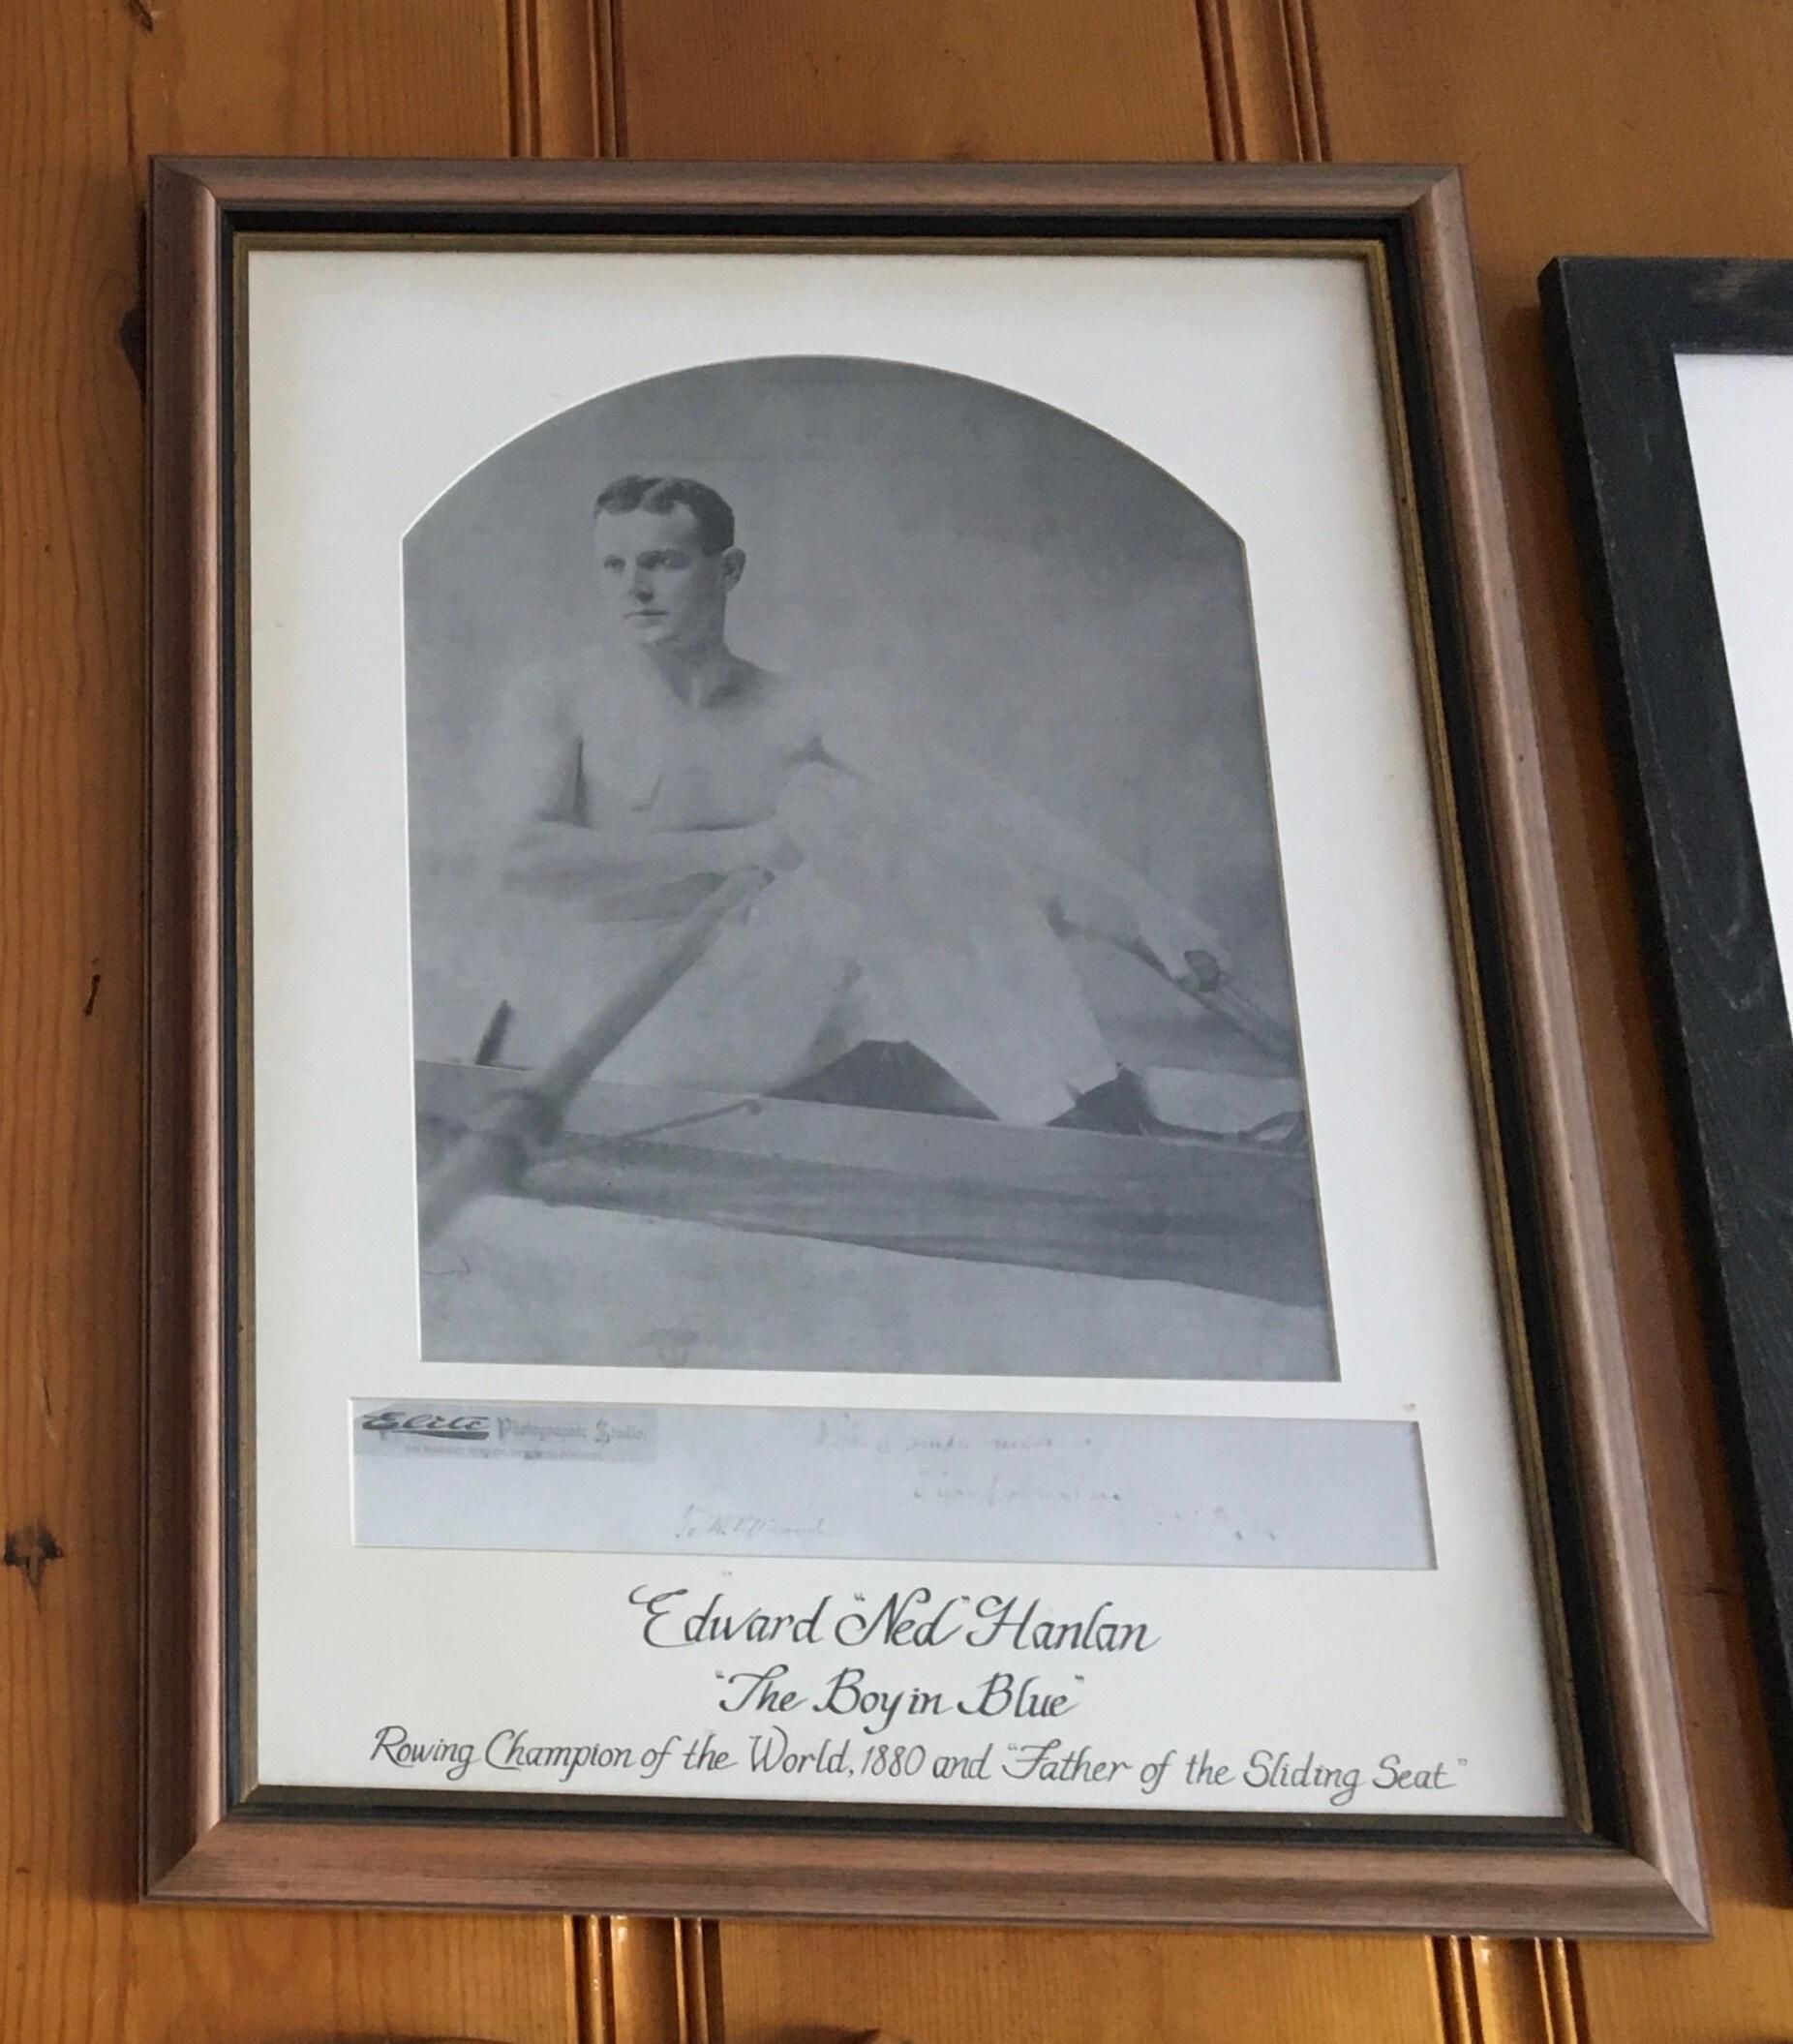 Elite Photographic Studio.
Edward "Ned" Hanlan
"The Boy in Blue"
Rowing Champion of the World, 1880 and "Father of the Sliding Seat"